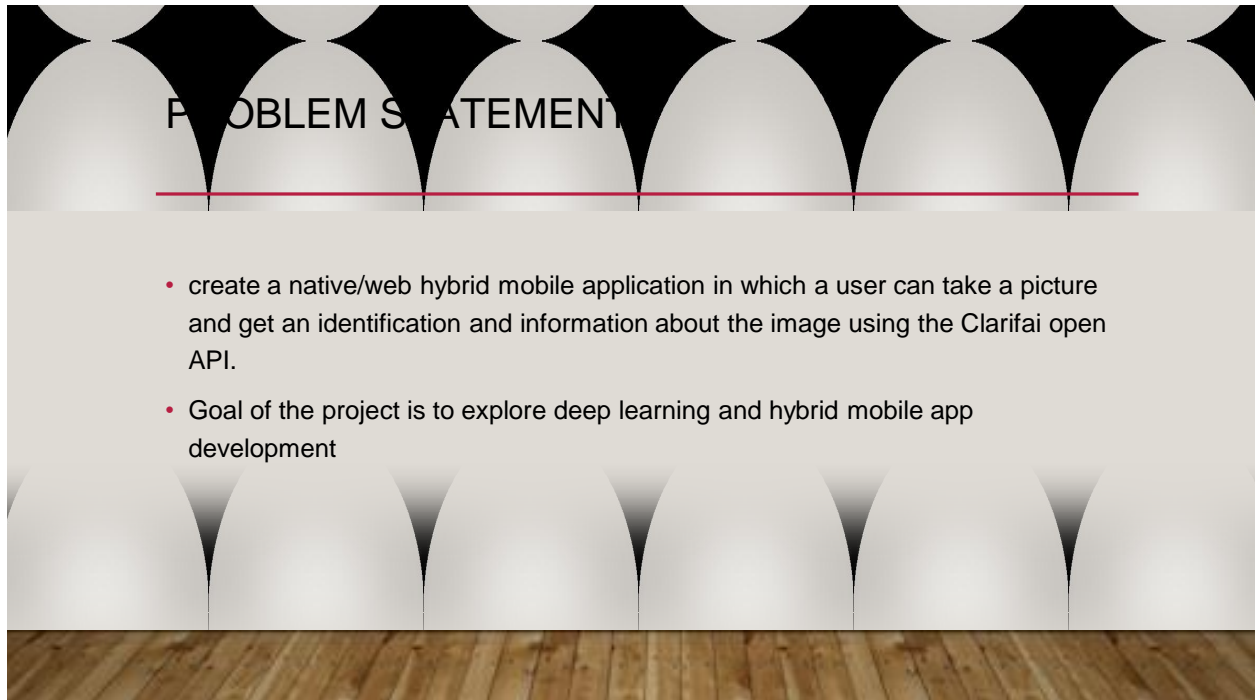 PROBLEM STATEMENT
• create a native/web hybrid mobile application in which a user can take a picture
and get an identification and information about the image using the Clarifai open
API.
• Goal of the project is to explore deep learning and hybrid mobile app
development